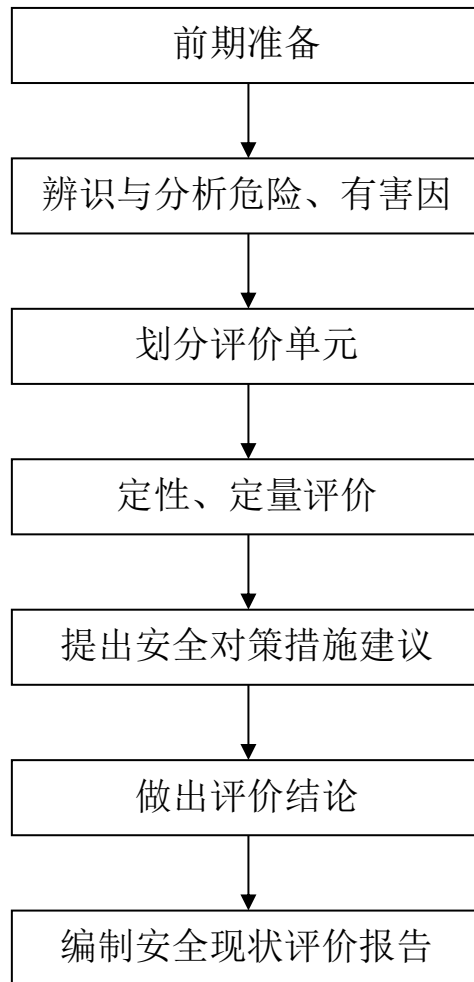 前期准备
辨识与分析危险、有害因
划分评价单元
定性、定量评价
提出安全对策措施建议
做出评价结论
编制安全现状评价报告